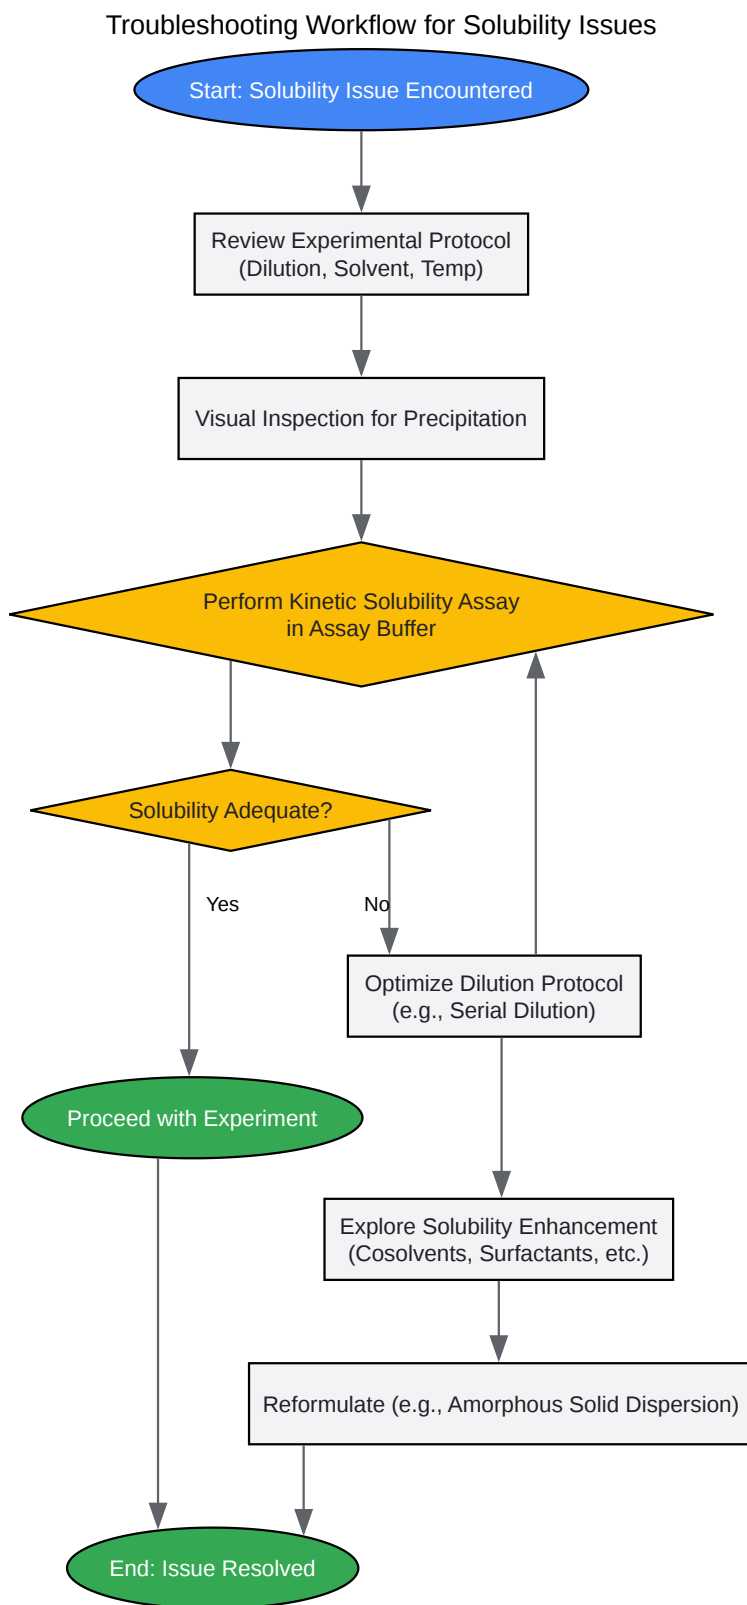 Troubleshooting Workflow for Solubility Issues
Start: Solubility Issue Encountered
Review Experimental Protocol
(Dilution, Solvent, Temp)
Visual Inspection for Precipitation
Perform Kinetic Solubility Assay
in Assay Buffer
Solubility Adequate?
Yes
No
Optimize Dilution Protocol
(e.g., Serial Dilution)
Proceed with Experiment
Explore Solubility Enhancement
(Cosolvents, Surfactants, etc.)
Reformulate (e.g., Amorphous Solid Dispersion)
End: Issue Resolved